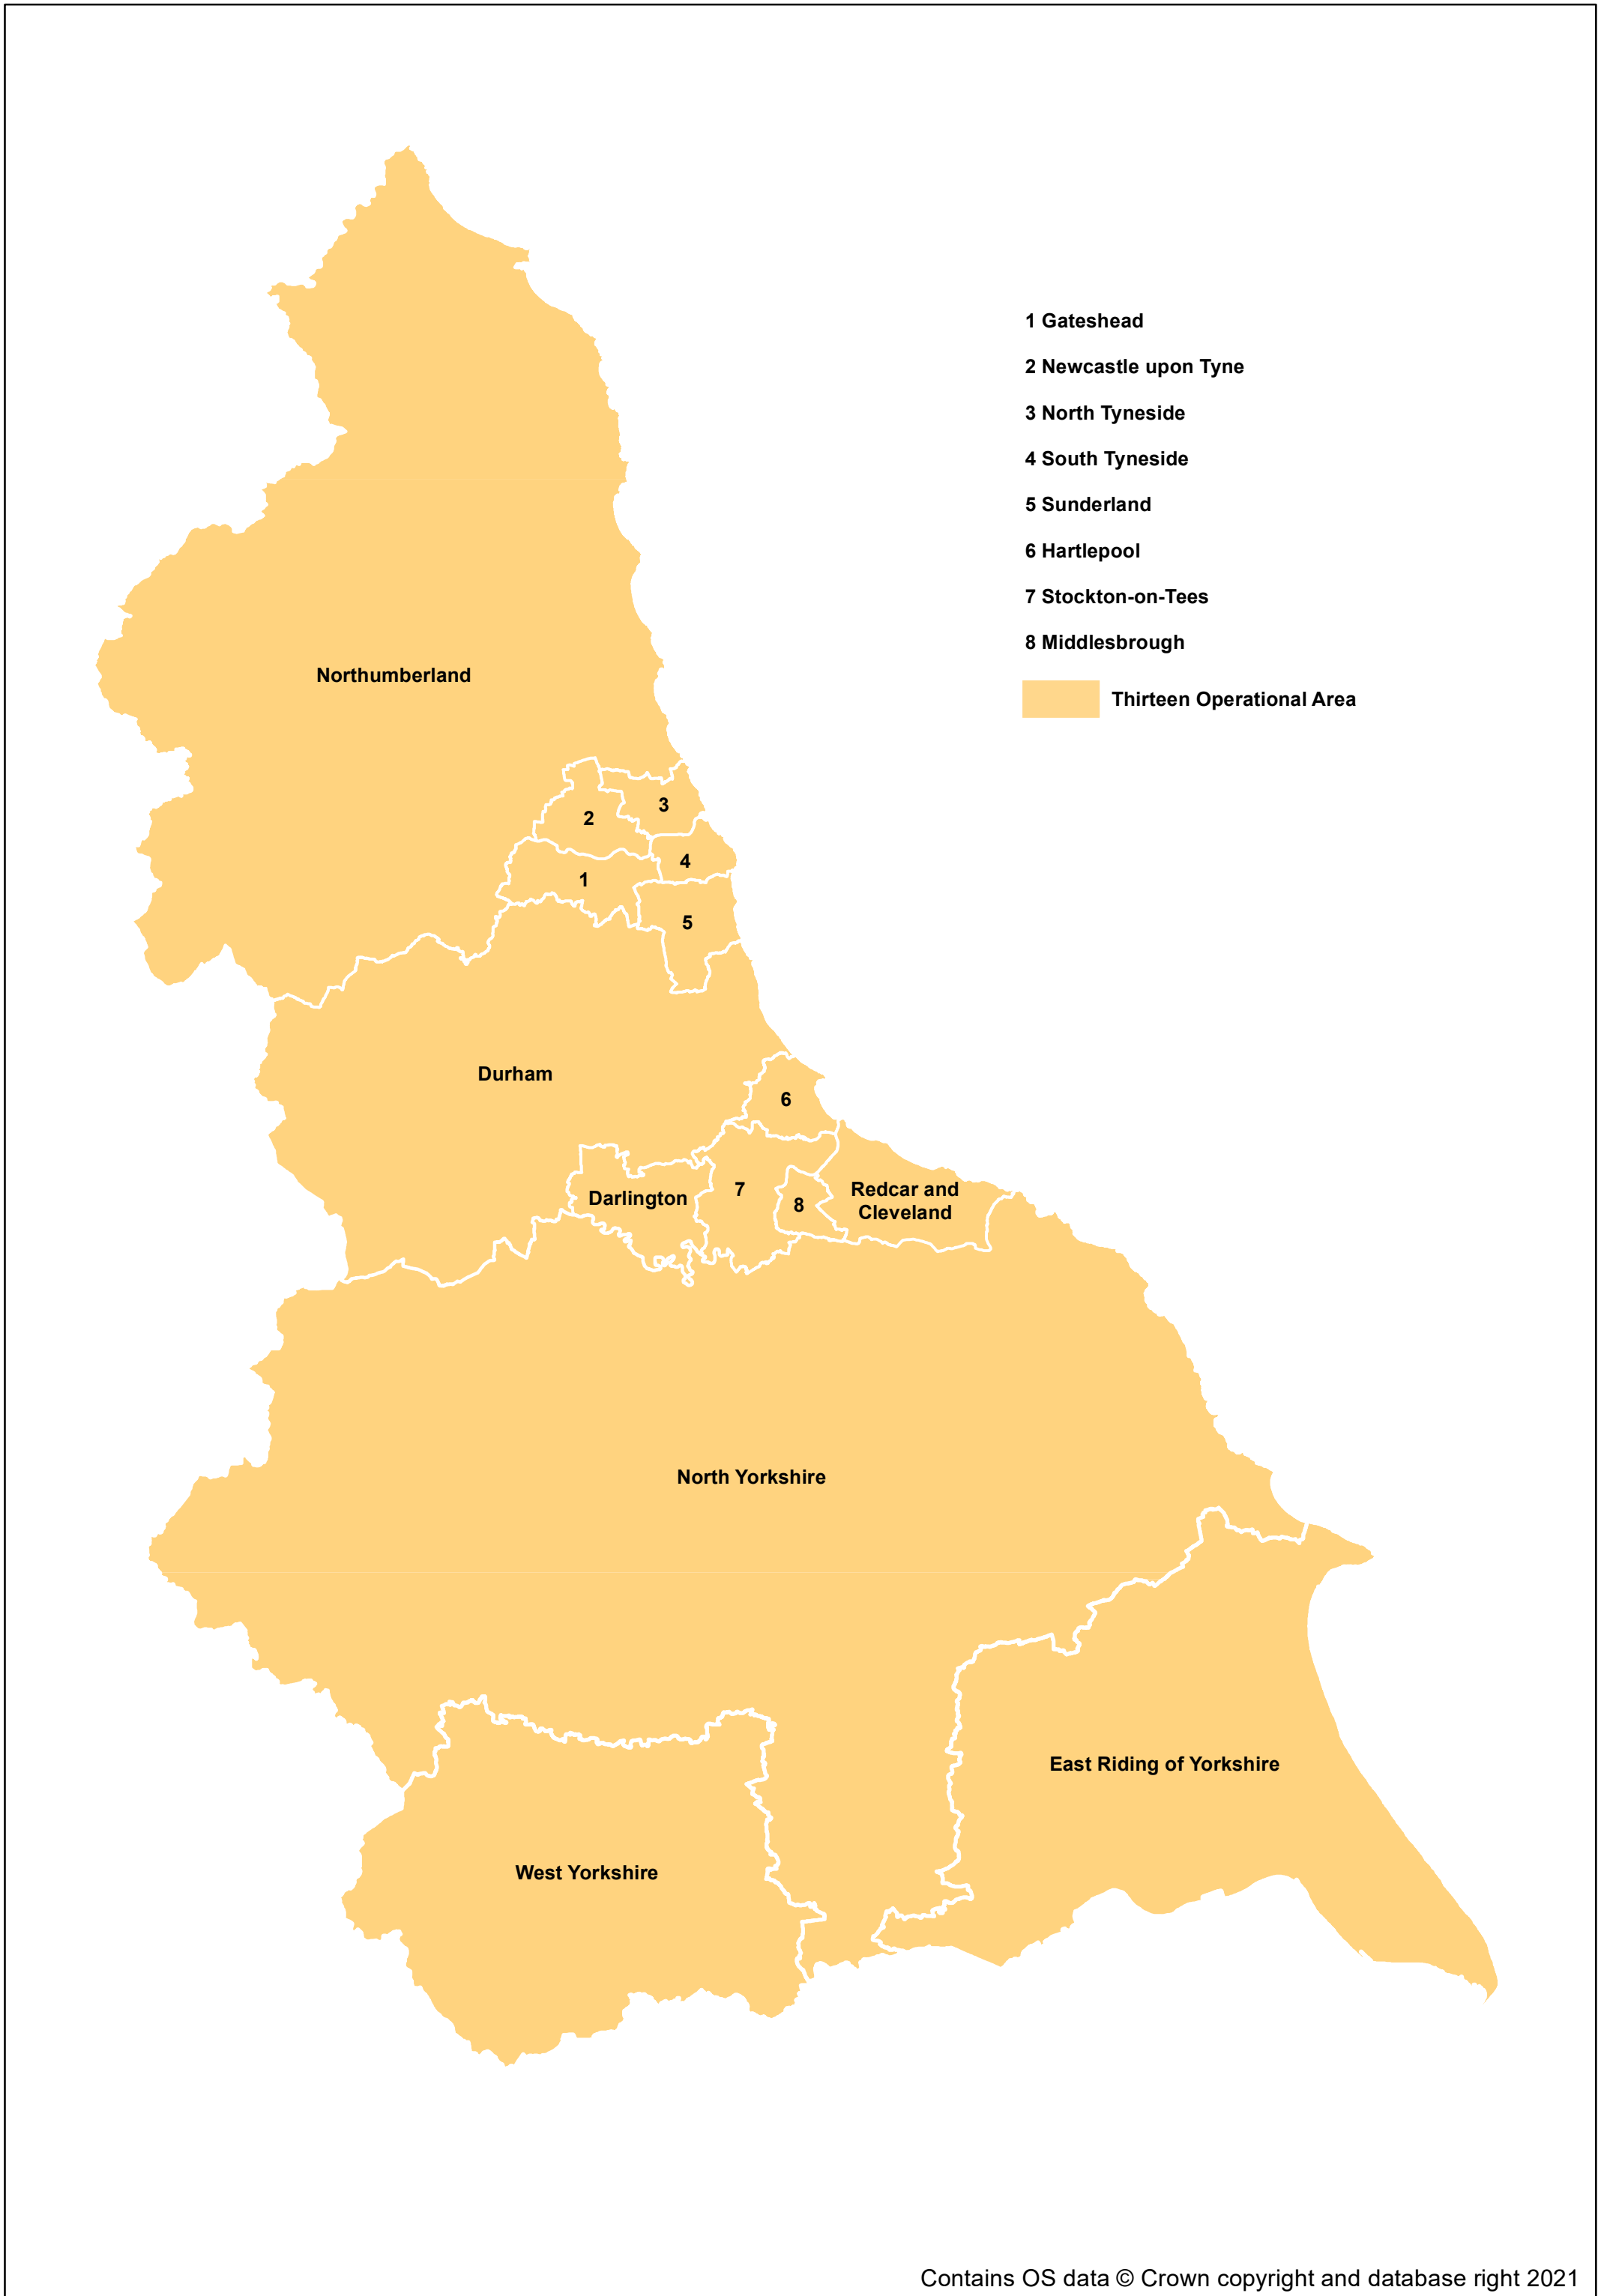 1 Gateshead
2 Newcastle upon Tyne
3 North Tyneside
4 South Tyneside
5 Sunderland
6 Hartlepool
7 Stockton-on-Tees
8 Middlesbrough
Thirteen Operational Area
Northumberland
3
2
4
1
5
Durham
6
7
Redcar and
Cleveland
Darlington
8
North Yorkshire
East Riding of Yorkshire
West Yorkshire
Contains OS data © Crown copyright and database right 2021